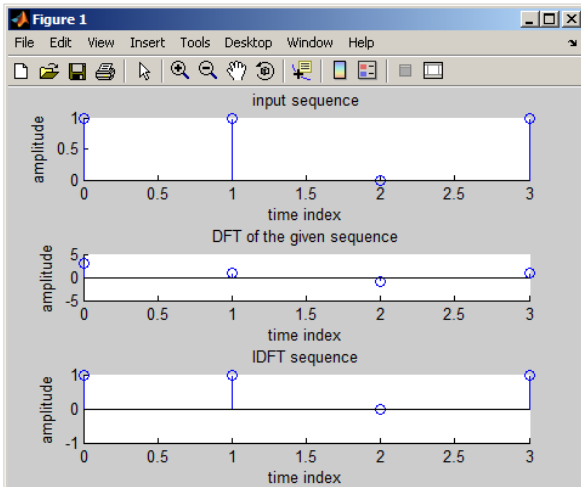 Figure 1
File Edit View Insert Tools Desktop Window Help
input sequence
amplitude
1
0.5
0
0 0.5 1 1.5 2 2.5 3
time index
DFT of the given sequence
amplitude
5
0
-5
0 0.5 1 1.5 2 2.5 3
time index
IDFT sequence
amplitude
1
0
-1
0 0.5 1 1.5 2 2.5 3
time index